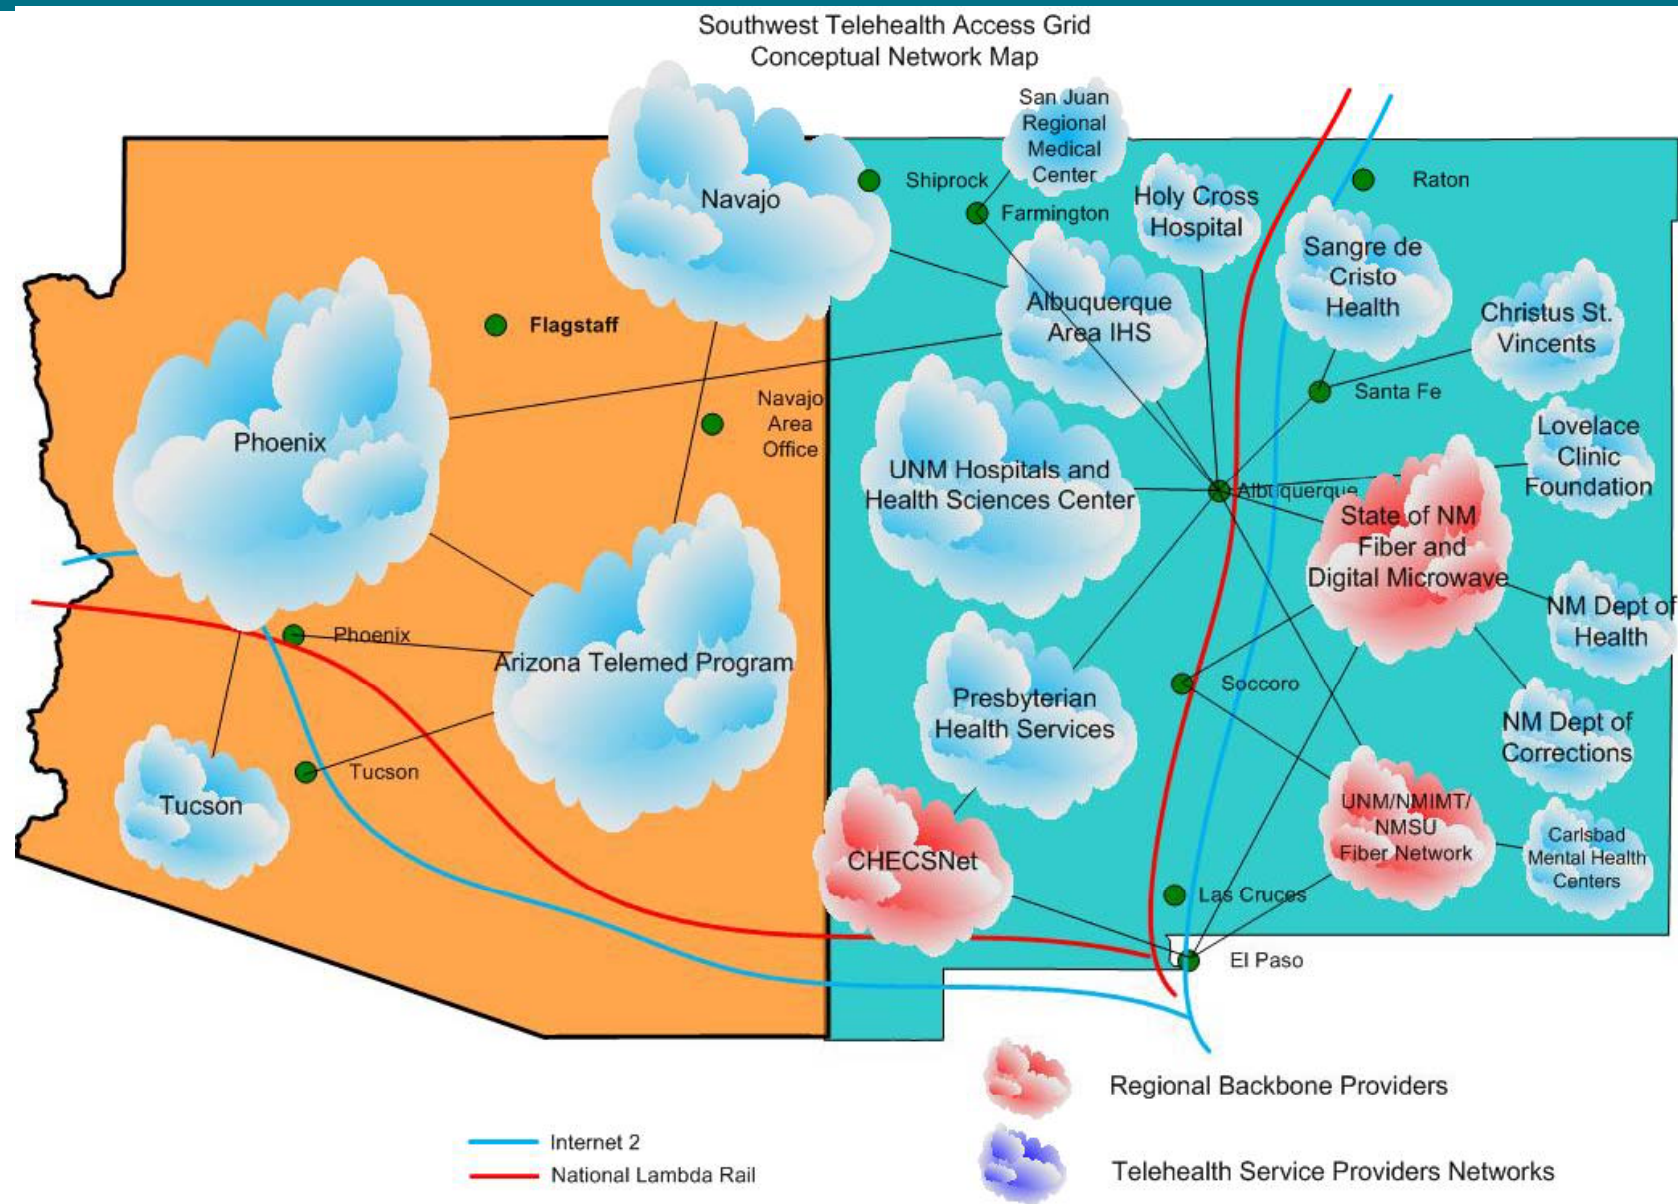 Southwest Telehealth Access Grid
Conceptual Network Map
San Juan
Regional
Medical
Center
Shiprock
Farmington
Navajo
Holy Cross
Hospital
Raton
Sangre de
Cristo
Health
Albuquerque
Area IHS
Christus St.
Vincents
Flagstaff
Santa Fe
Navajo
Area
Office
Phoenix
Lovelace
Clinic
Foundation
UNM Hospitals and
Health Sciences Center
Albuquerque
State of NM
Fiber and
Digital Microwave
NM Dept of
Health
Phoenix
Arizona Telemed Program
Soccoro
Presbyterian
Health Services
NM Dept of
Corrections
Tucson
Tucson
UNM/NMIMT/
NMSU
Fiber Network
Carlsbad
Mental Health
Centers
CHECSNet
Las Cruces
El Paso
Regional Backbone Providers
Internet 2
National Lambda Rail
Telehealth Service Providers Networks